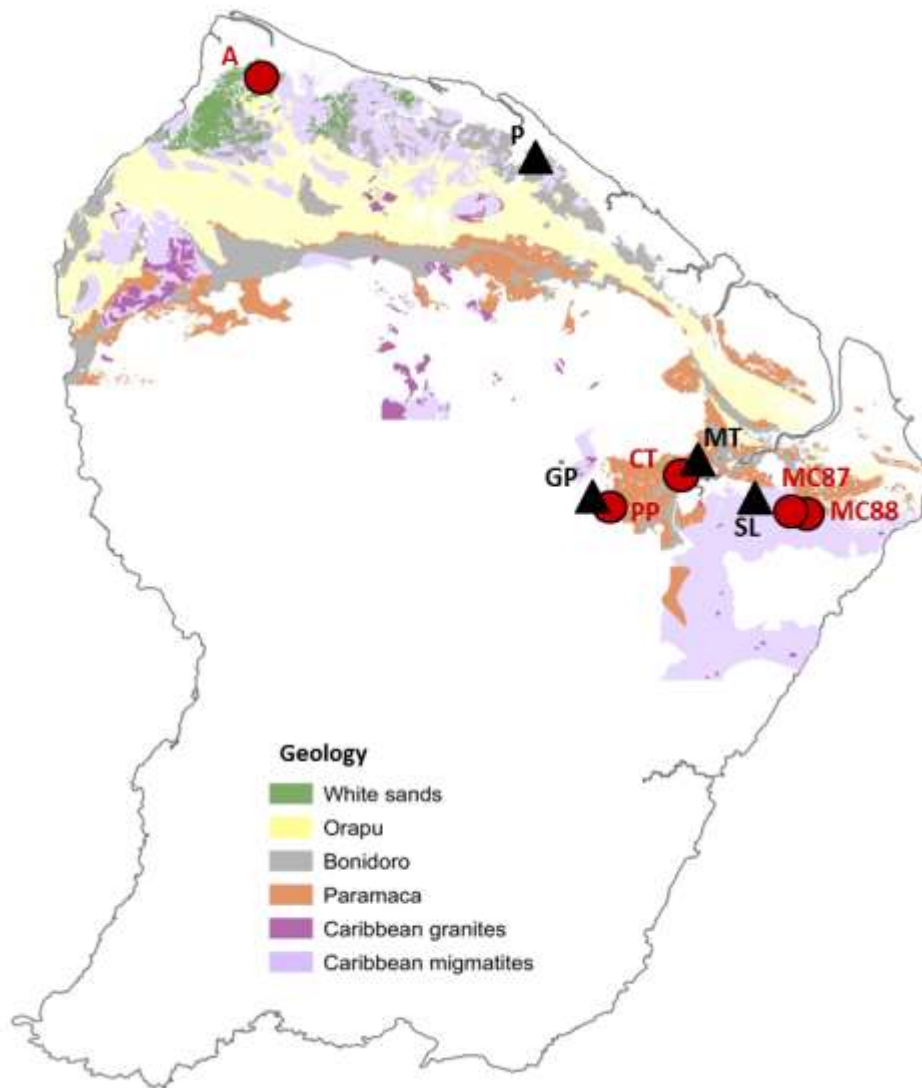 A
P
MT
CT
MC87
GP
PP
MC88
SL
Geology
White sands
Orapu
Bonidoro
Paramaca
Caribbean granites
Caribbean migmatites